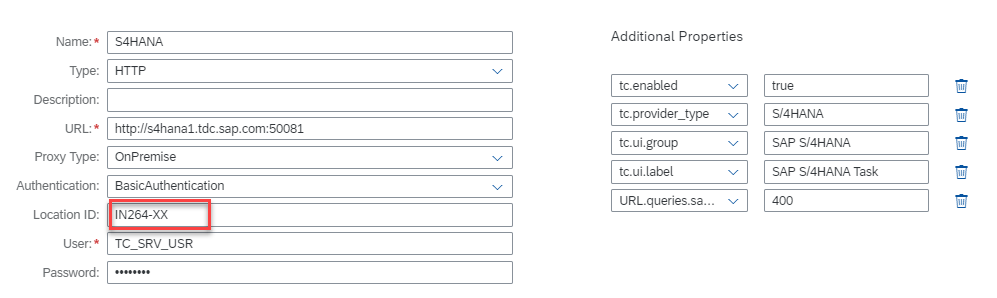 Name:* S4HANA
Type: HTTP
Description:
URL:* http://s4hana1.tdc.sap.com:50081
Proxy Type: OnPremise
Authentication: BasicAuthentication
Location ID: IN264-XX
User:* TC_SRV_USR
Password: ••••••••
Additional Properties
tc.enabled true
tc.provider_type S/4HANA
tc.ui.group SAP S/4HANA
tc.ui.label SAP S/4HANA Task
URL.queries.sa... 400